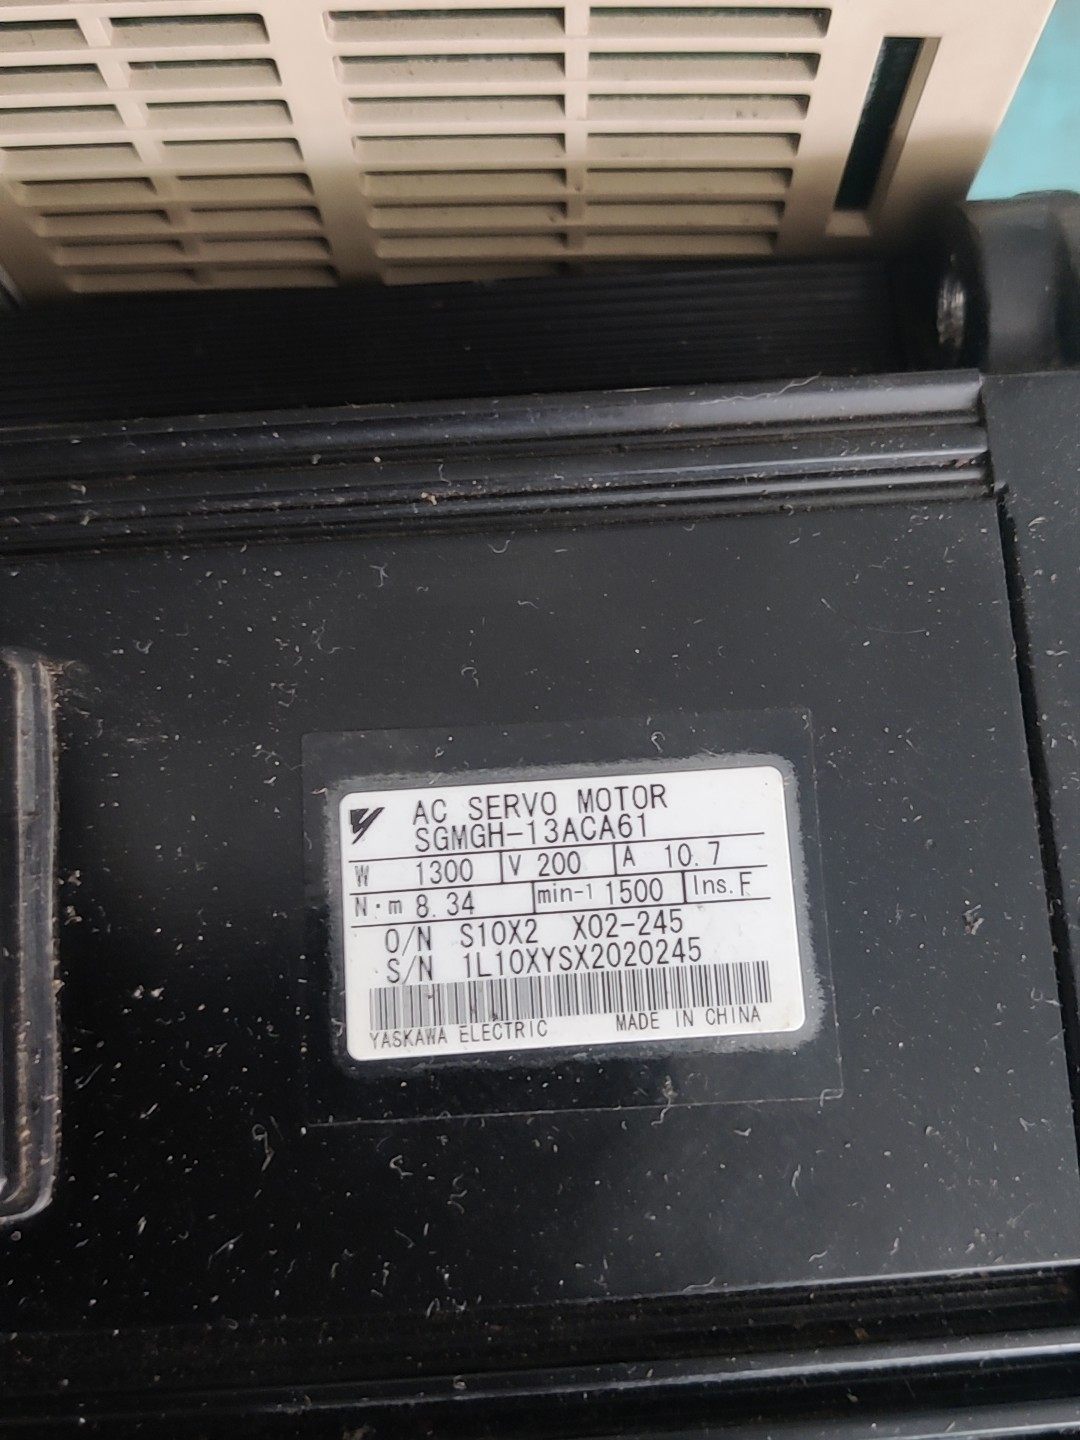 AC SERVO MOTOR
SGMGH-13ACA61
W 1300 V 200 A 10.7
N·m 8.34 min-1 1500 Ins. F
O/N S10X2 X02-245
S/N 1L10XYSX2020245
YASKAWA ELECTRIC MADE IN CHINA